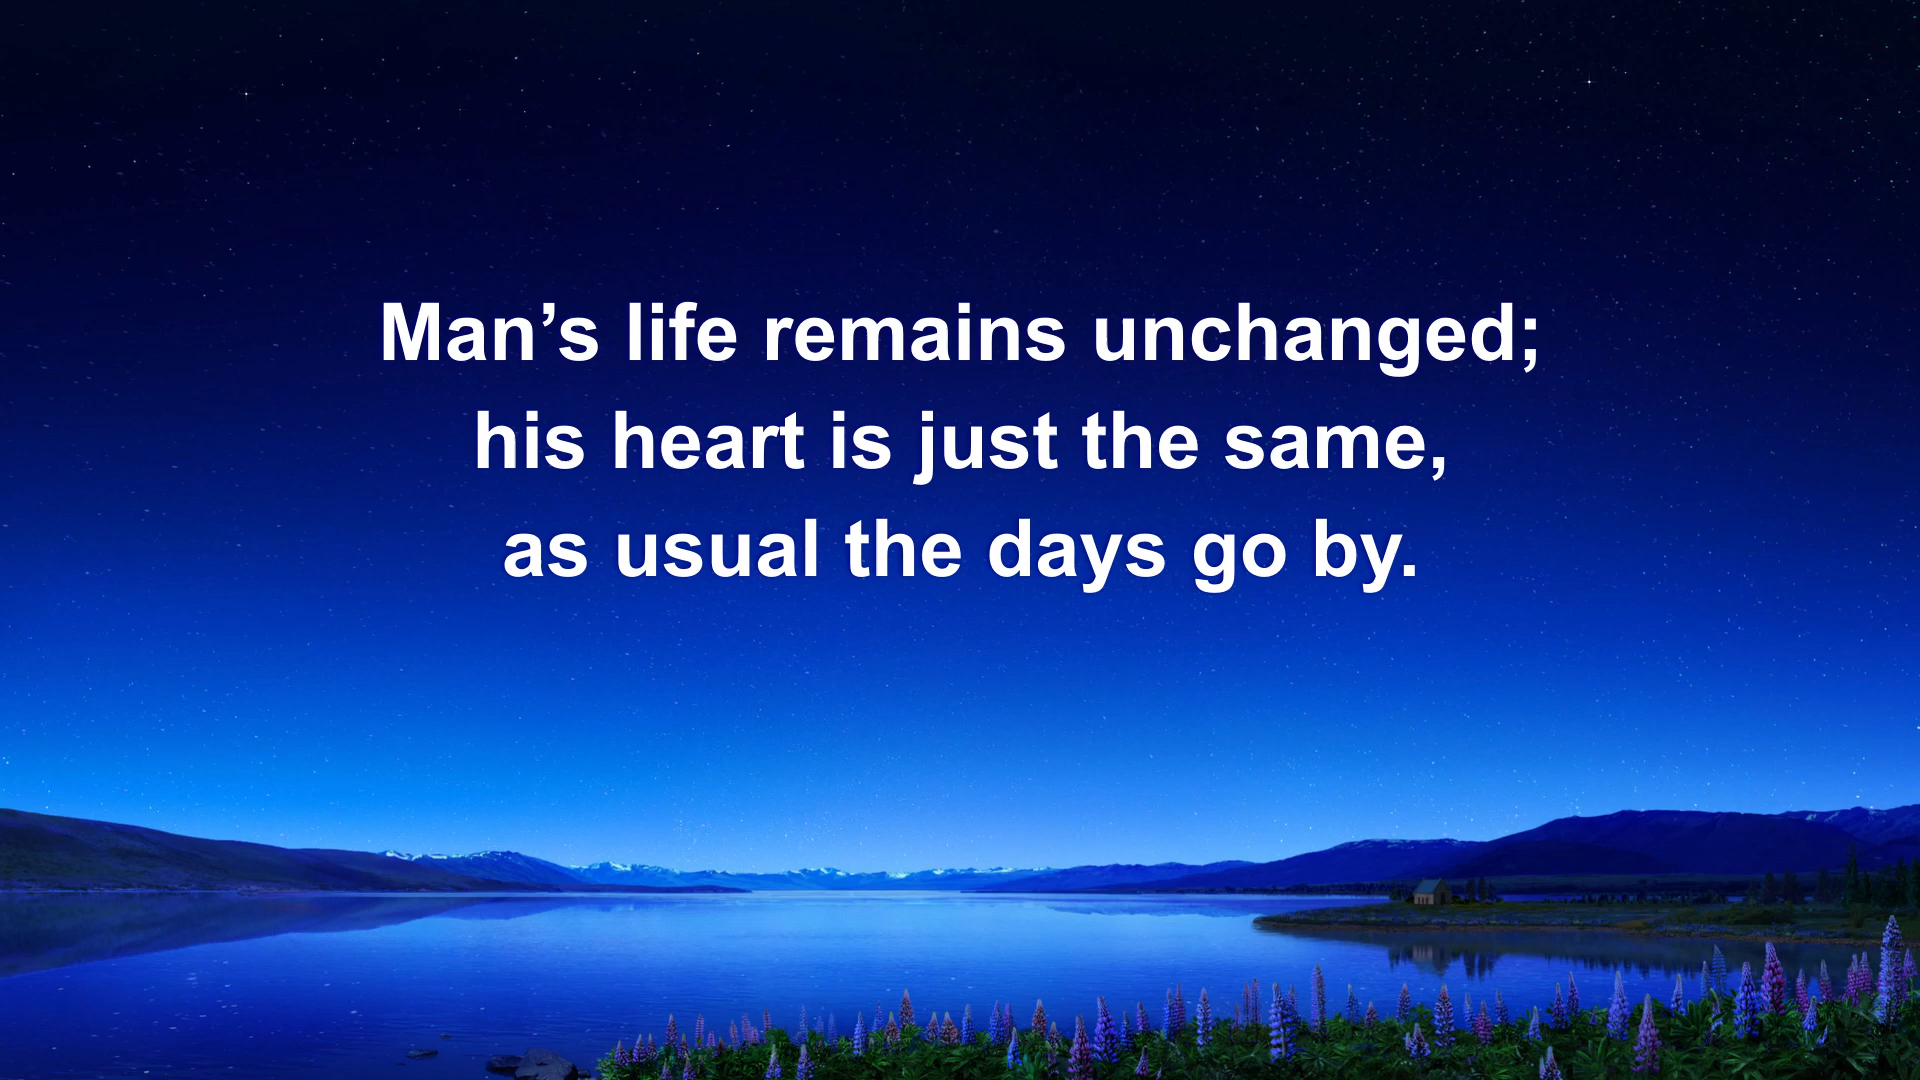 Man’s life remains unchanged;
his heart is just the same,
as usual the days go by.